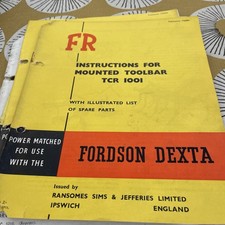 FR
INSTRUCTIONS FOR
MOUNTED TOOLBAR
TCR 1001
WITH ILLUSTRATED LIST
OF SPARE PARTS
POWER MATCHED
FOR USE
WITH THE
FORDSON DEXTA
Issued by
RANSOMES SIMS & JEFFERIES LIMITED
IPSWICH ENGLAND